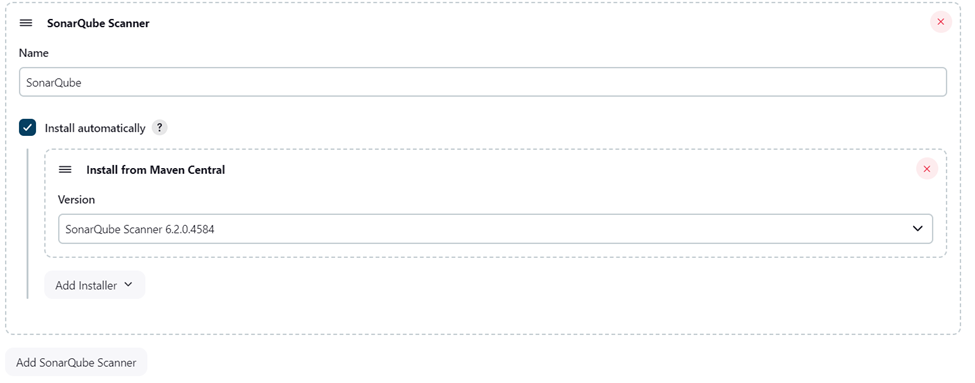 SonarQube Scanner
Name
SonarQube
Install automatically ?
Install from Maven Central
Version
SonarQube Scanner 6.2.0.4584
Add Installer
Add SonarQube Scanner